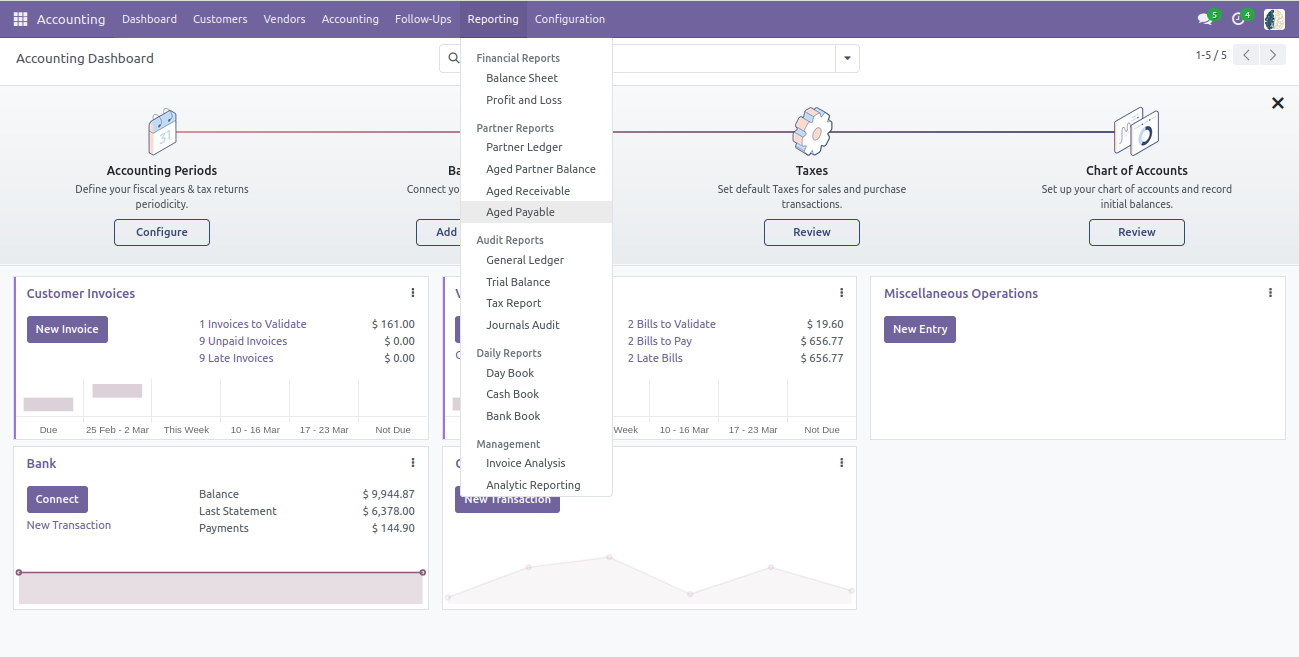 Accounting Dashboard Customers Vendors Accounting Follow-Ups Reporting Configuration 5 4
Accounting Dashboard
1-5 / 5
Financial Reports
Balance Sheet
Profit and Loss
Partner Reports
Partner Ledger
Aged Partner Balance
Aged Receivable
Aged Payable
Audit Reports
General Ledger
Trial Balance
Tax Report
Journals Audit
Daily Reports
Day Book
Cash Book
Bank Book
Management
Invoice Analysis
Analytic Reporting
31
Accounting Periods
Define your fiscal years & tax returns
periodicity.
Configure
Ba
Connect yo
Add
Taxes
Set default Taxes for sales and purchase
transactions.
Review
Chart of Accounts
Set up your chart of accounts and record
initial balances.
Review
Customer Invoices
New Invoice
1 Invoices to Validate $ 161.00
9 Unpaid Invoices $ 0.00
9 Late Invoices $ 0.00
Due 25 Feb - 2 Mar This Week 10 - 16 Mar 17 - 23 Mar Not Due
2 Bills to Validate $ 19.60
2 Bills to Pay $ 656.77
2 Late Bills $ 656.77
Week 10 - 16 Mar 17 - 23 Mar Not Due
Miscellaneous Operations
New Entry
Bank
Connect
New Transaction
Balance $ 9,944.87
Last Statement $ 6,378.00
Payments $ 144.90
New Transaction